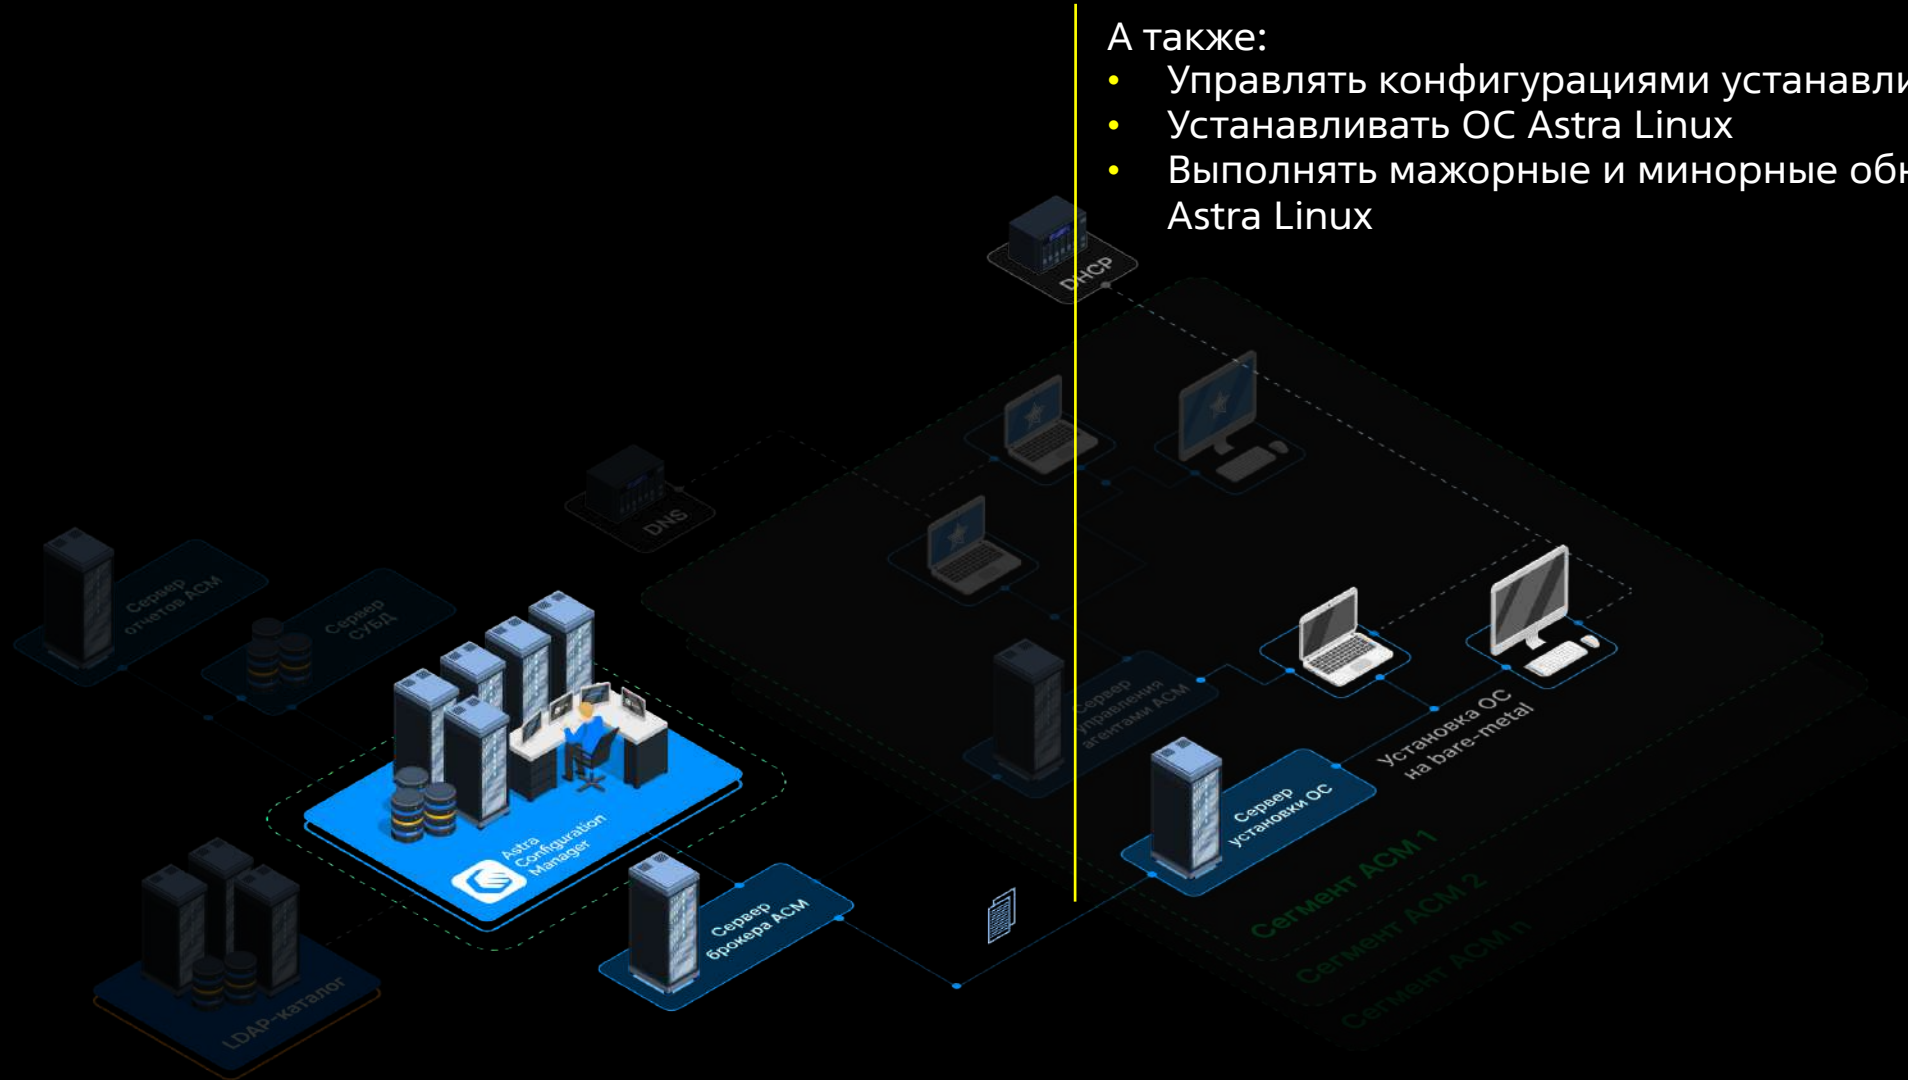 А также:
• Управлять конфигурациями
• Устанавливать ОС Astra Linux
• Выполнять мажорные и минорные
Astra Linux
DHCP
DNS
Сервер
отчетов ACM
Сервер
СУБД
Сервер
управления
агентами ACM
Установка ОС
на bare-metal
Сервер
установки ОС
Astra
Configuration
Manager
Сервер
брокера ACM
LDAP-каталог
Сегмент ACM 1
Сегмент ACM 2
Сегмент ACM n